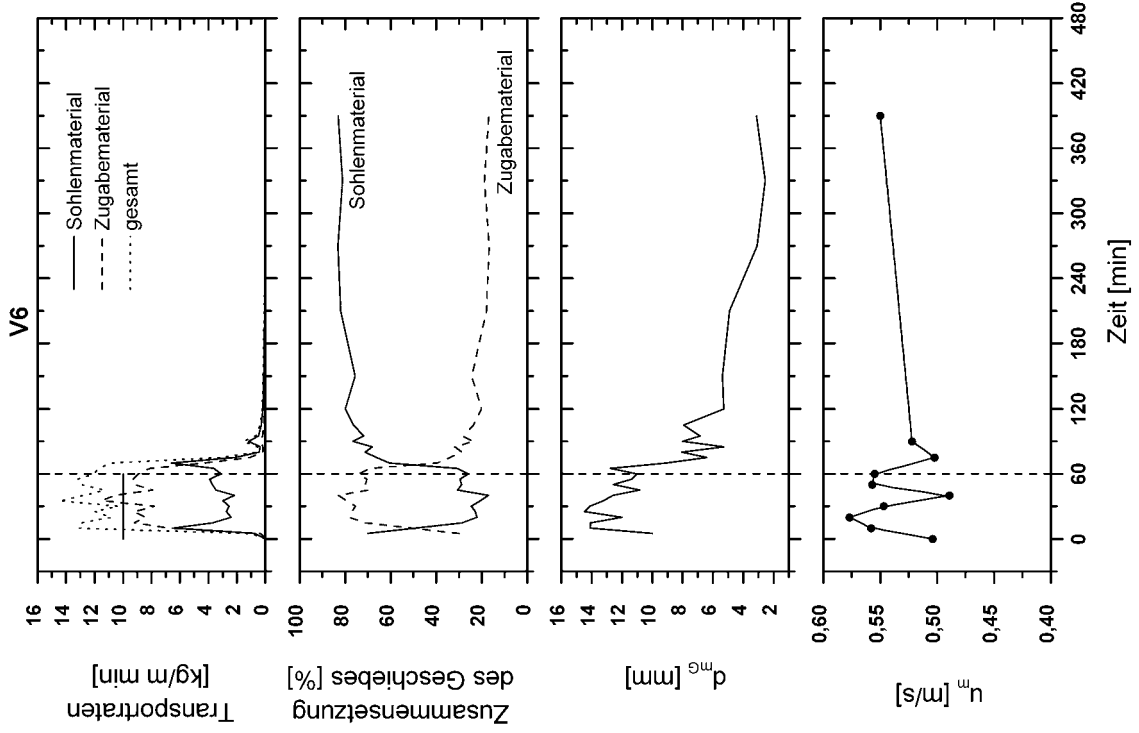 V6
Transportraten
[kg/m min]
16
14
12
10
8
6
4
2
0
Sohlenmaterial
Zugabematerial
gesamt
Zusammensetzung
des Geschiebes [%]
100
80
60
40
20
0
Sohlenmaterial
Zugabematerial
d_mG [mm]
14
12
10
8
6
4
2
u_m [m/s]
0,60
0,55
0,50
0,45
0,40
0 60 120 180 240 300 360 420 480
Zeit [min]